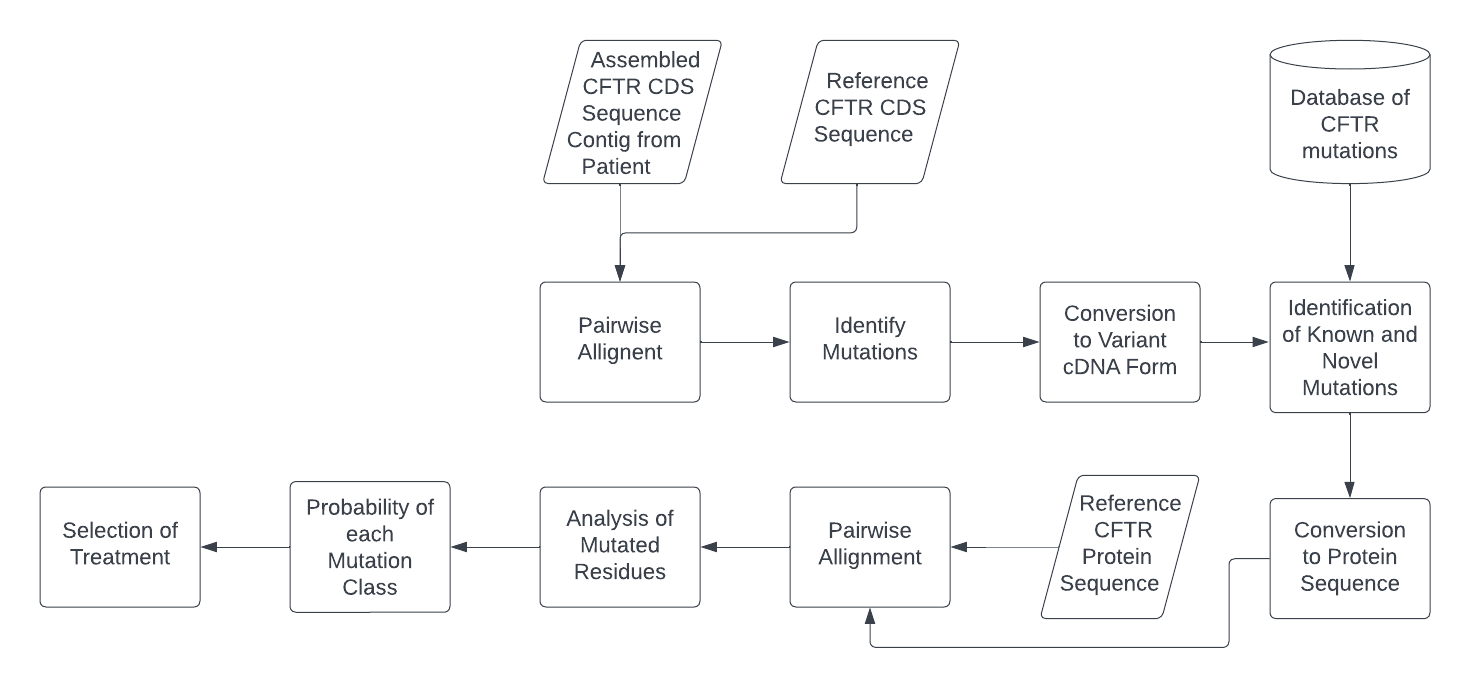 Assembled
CFTR CDS
Sequence
Contig from
Patient
Reference
CFTR CDS
Sequence
Database of
CFTR
mutations
Pairwise
Allignent
Identify
Mutations
Conversion
to Variant
cDNA Form
Identification
of Known and
Novel
Mutations
Selection of
Treatment
Probability of
each
Mutation
Class
Analysis of
Mutated
Residues
Pairwise
Allignment
Reference
CFTR
Protein
Sequence
Conversion
to Protein
Sequence